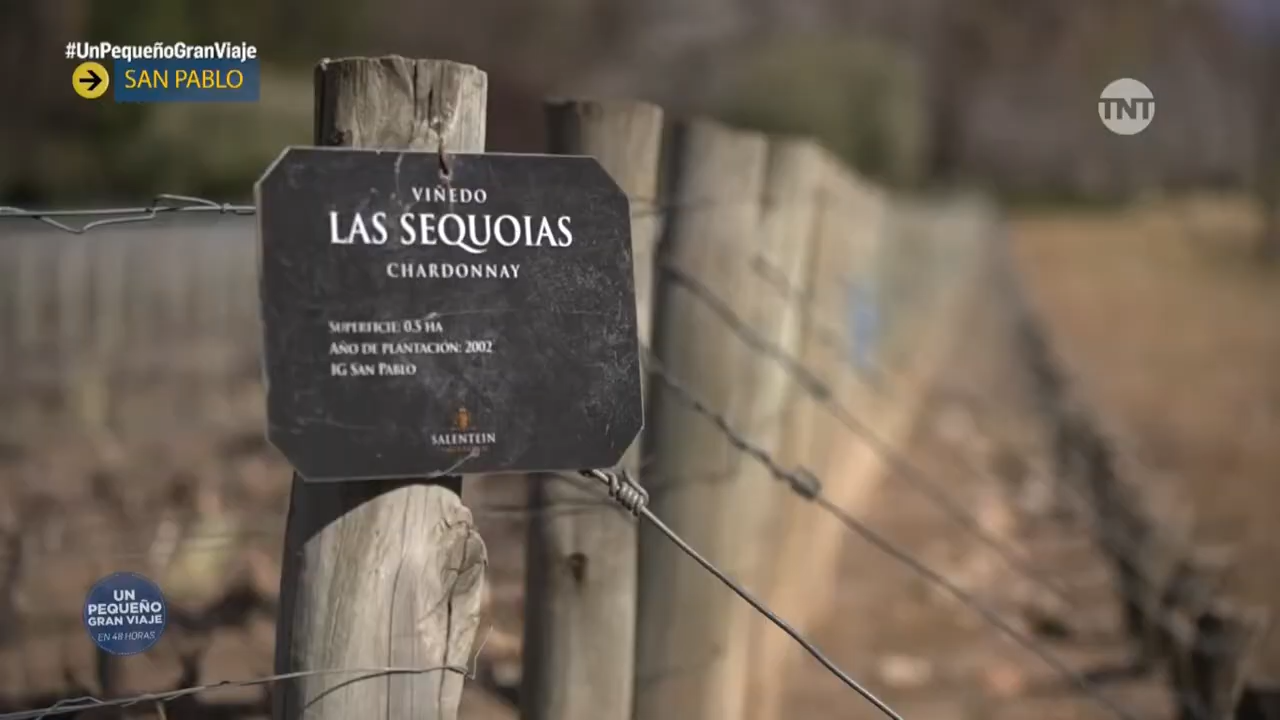 #UnPequeñoGranViaje
SAN PABLO
TNT
VIÑEDO
LAS SEQUOIAS
CHARDONNAY
SUPERFICIE: 0.5 HA
AÑO DE PLANTACIÓN: 2002
IG SAN PABLO
SALENTEIN
UN
PEQUEÑO
GRAN VIAJE
EN 48 HORAS